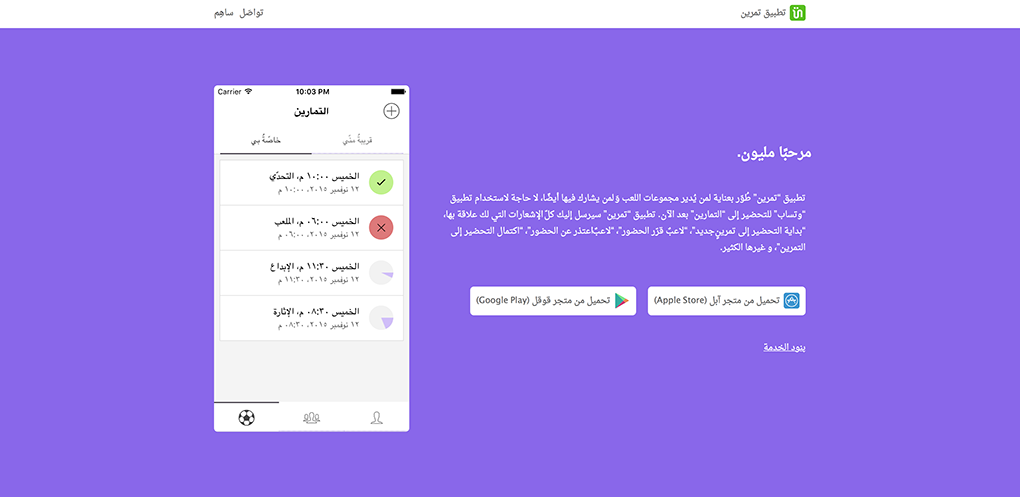 تطبيق تمرين
تواصل ساهِم
مرحبًا مليون.
تطبيق "تمرين" طُوّر بعناية لمن يُدير مجموعات اللعب وَلمن يشارك فيها أيضًا، لا حاجة لاستخدام تطبيق
"وتساب" للتحضير إلى "التمارين" بعد الآن. تطبيق "تمرين" سيرسل إليك كلّ الإشعارات التي لك علاقة بها،
"بداية التحضير إلى تمرينٍ جديد"، "لاعبٌ قرّر الحضور"، "لاعبٌ اعتذر عن الحضور"، "اكتمال التحضير إلى
التمرين"، و غيرها الكثير.
تحميل من متجر آبل (Apple Store)
تحميل من متجر قوقل (Google Play)
بنود الخدمة
Carrier 10:03 PM
التمارين
قريبةٌ منّي
خاصّةٌ بي
الخميس ١٠:٠٠ م، التحدّي
١٢ نوفمبر ٢٠١٥، ١٠:٠٠ م
الخميس ٠٦:٠٠ م، الملعب
١٢ نوفمبر ٢٠١٥، ٠٦:٠٠ م
الخميس ١١:٣٠ م، الإبداع
١٢ نوفمبر ٢٠١٥، ١١:٣٠ م
الخميس ٠٨:٣٠ م، الإثارة
١٢ نوفمبر ٢٠١٥، ٠٨:٣٠ م